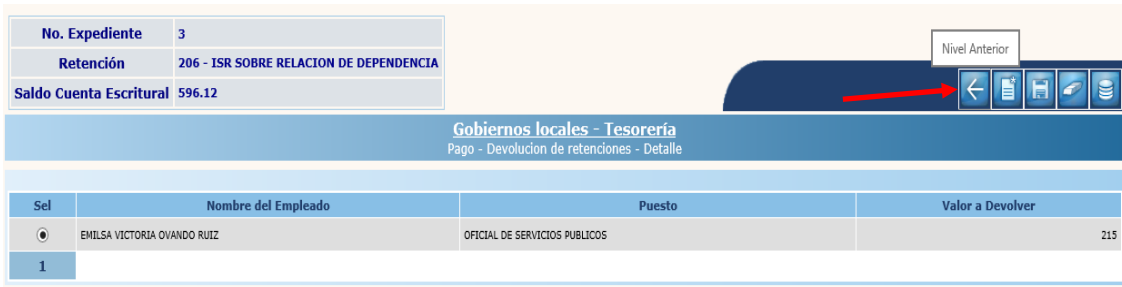 No. Expediente 3
Retención 206 - ISR SOBRE RELACION DE DEPENDENCIA
Saldo Cuenta Escritural 596.12
Nivel Anterior
Gobiernos locales - Tesorería
Pago - Devolucion de retenciones - Detalle
Sel Nombre del Empleado Puesto Valor a Devolver
EMILSA VICTORIA OVANDO RUIZ OFICIAL DE SERVICIOS PUBLICOS 215
1